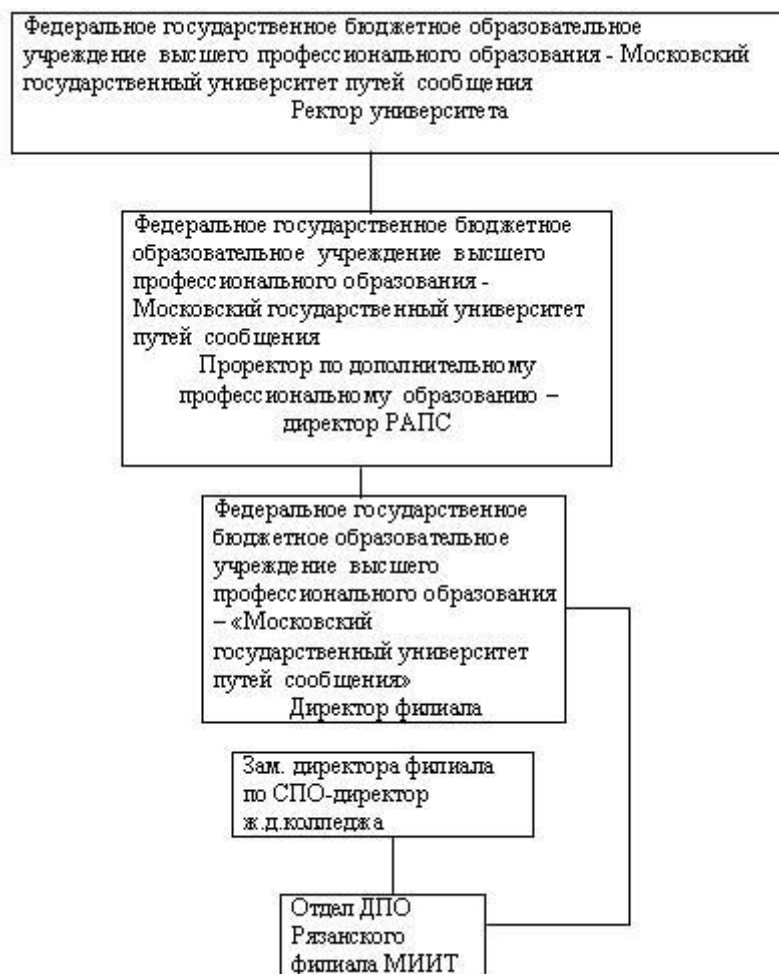 Федеральное государственное бюджетное образовательное
учреждение высшего профессионального образования - Московский
государственный университет путей сообщения
Ректор университета
Федеральное государственное бюджетное
образовательное учреждение высшего
профессионального образования -
Московский государственный университет
путей сообщения
Проректор по дополнительному
профессиональному образованию –
директор РАПС
Федеральное государственное
бюджетное образовательное
учреждение высшего
профессионального образования
– «Московский
государственный университет
путей сообщения»
Директор филиала
Зам. директора филиала
по СПО-директор
ж.д.колледжа
Отдел ДПО
Рязанского
филиала МИИТ